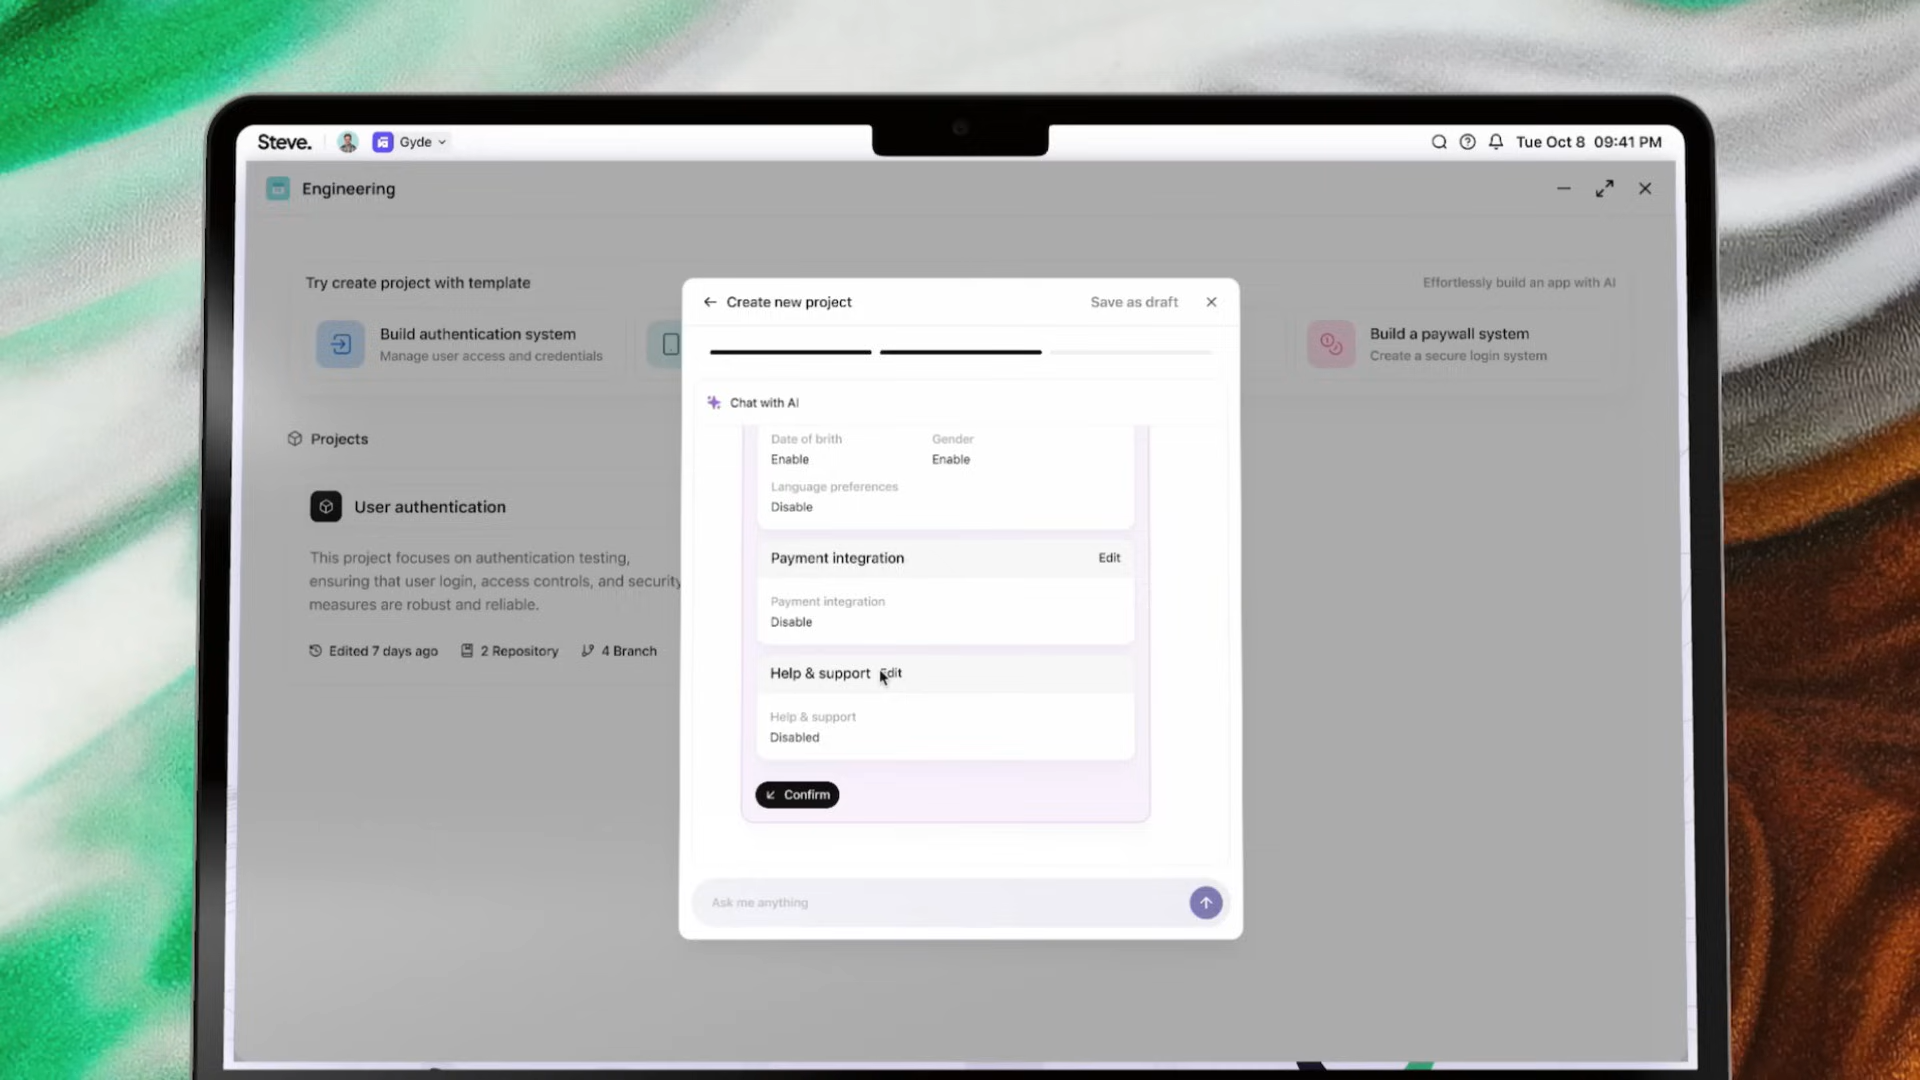 Steve.
Gyde
Tue Oct 8 09:41 PM
Engineering
Try create project with template
Effortlessly build an app with AI
Build authentication system
Manage user access and credentials
Build a paywall system
Create a secure login system
Projects
User authentication
This project focuses on authentication testing,
ensuring that user login, access controls, and security
measures are robust and reliable.
Edited 7 days ago
2 Repository
4 Branch
Create new project
Save as draft
Chat with AI
Date of brith
Gender
Enable
Enable
Language preferences
Disable
Payment integration
Edit
Payment integration
Disable
Help & support
Edit
Help & support
Disabled
Confirm
Ask me anything